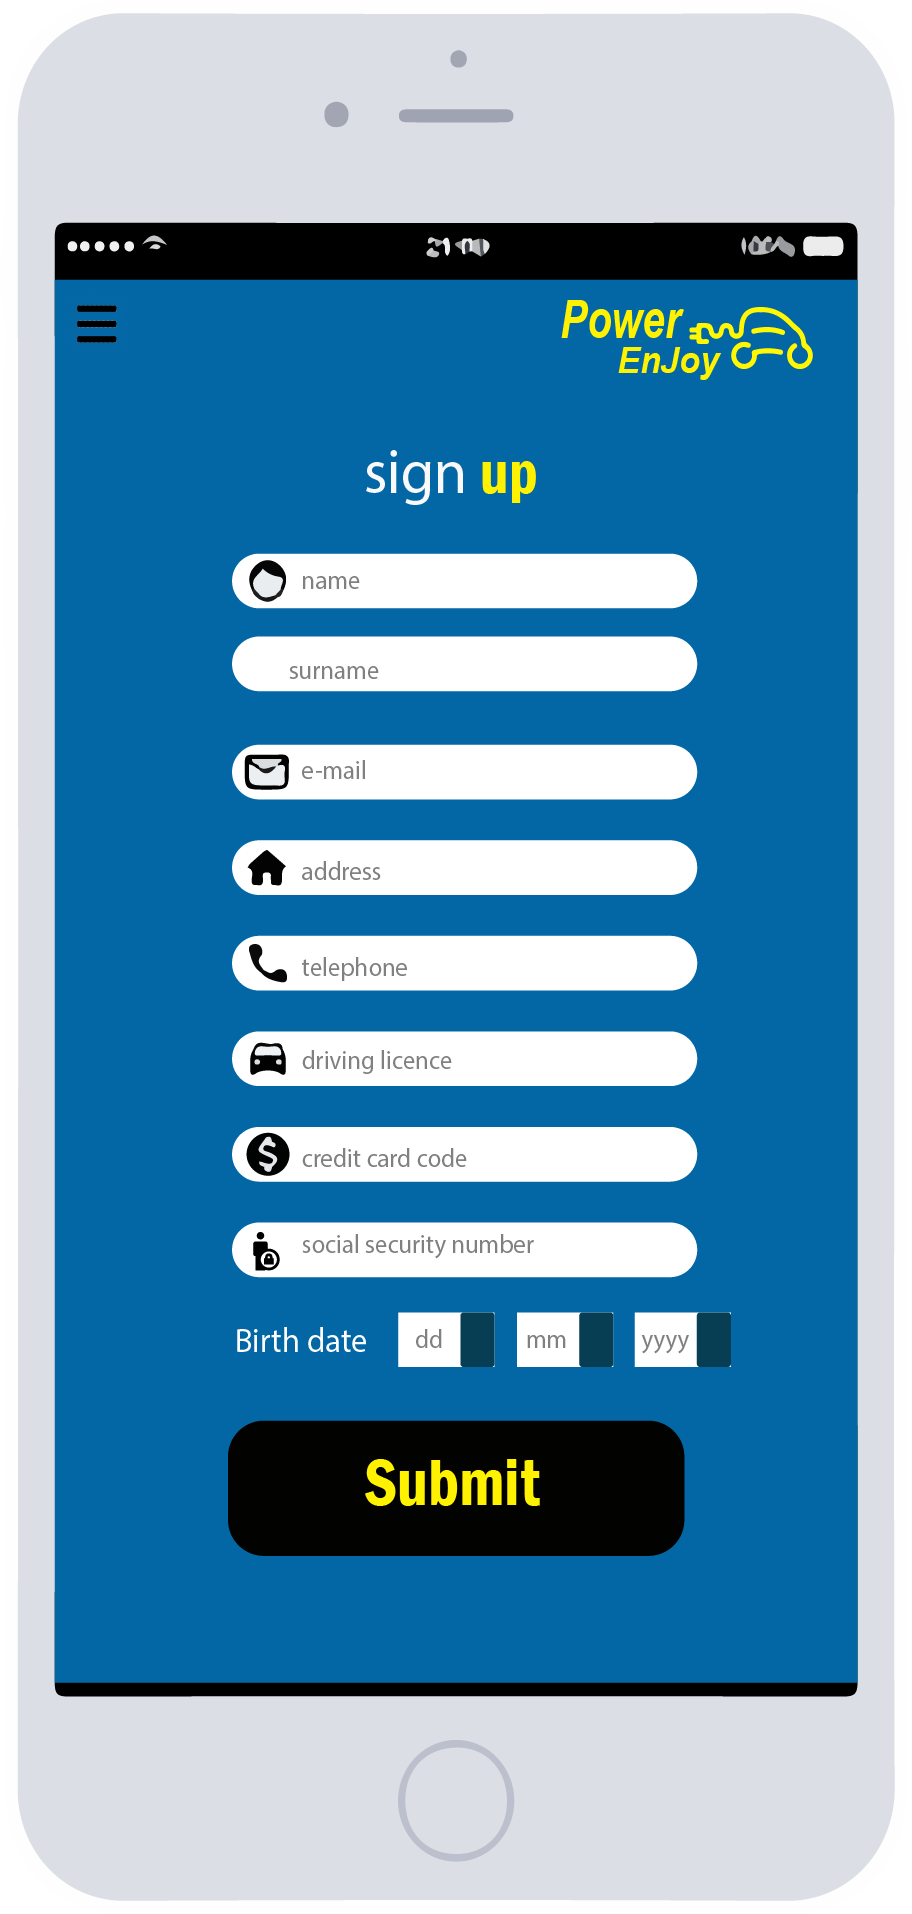 Power
EnJoy
sign up
name
surname
e-mail
address
telephone
driving licence
credit card code
social security number
Birth date dd mm yyyy
Submit